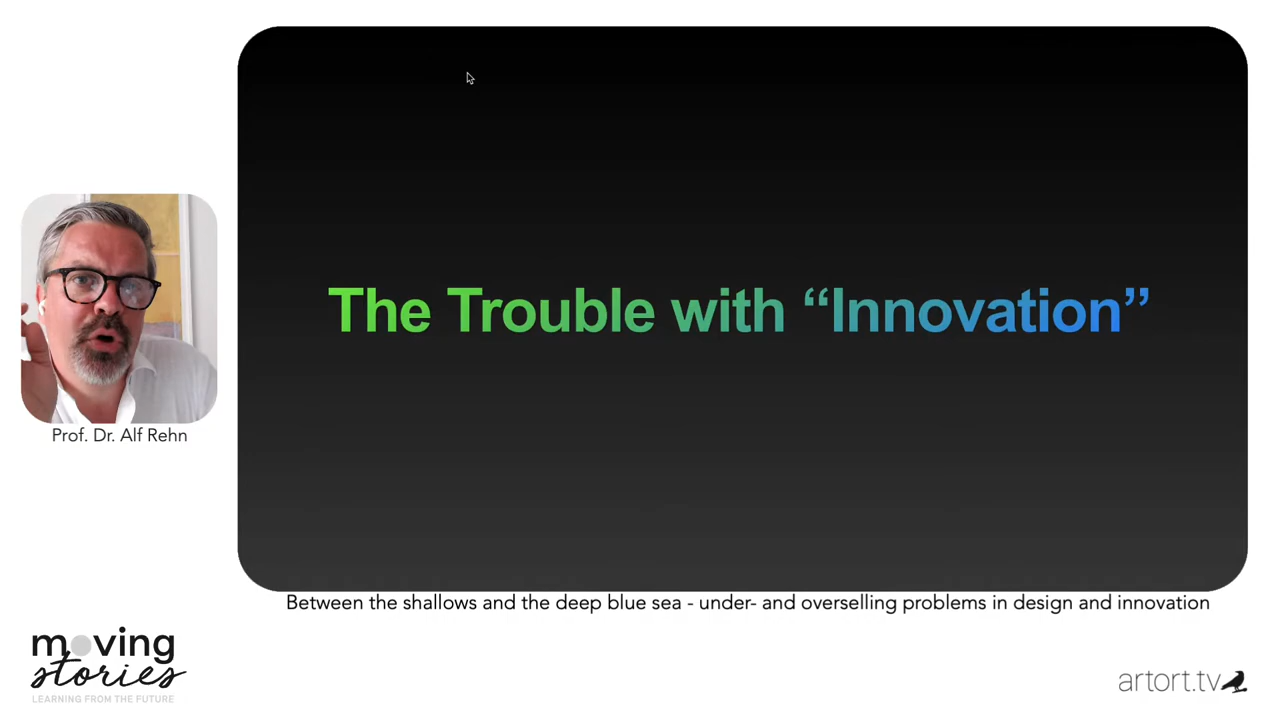 The Trouble with “Innovation”
Prof. Dr. Alf Rehn
Between the shallows and the deep blue sea - under- and overselling problems in design and innovation
moving
stories
LEARNING FROM THE FUTURE
artort.tv